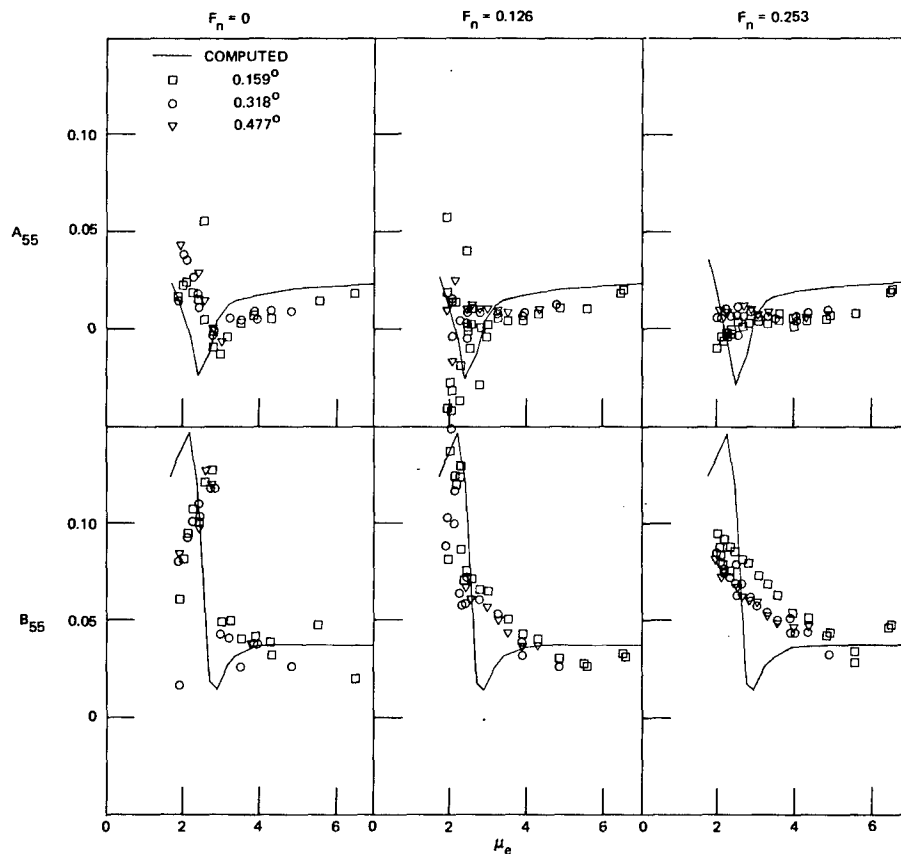 F_n = 0
F_n = 0.126
F_n = 0.253
COMPUTED
0.159°
0.318°
0.477°
0.10
0.05
0
A_55
0.10
0.05
0
B_55
0 2 4 6
0 2 4 6
0 2 4 6
μ_e